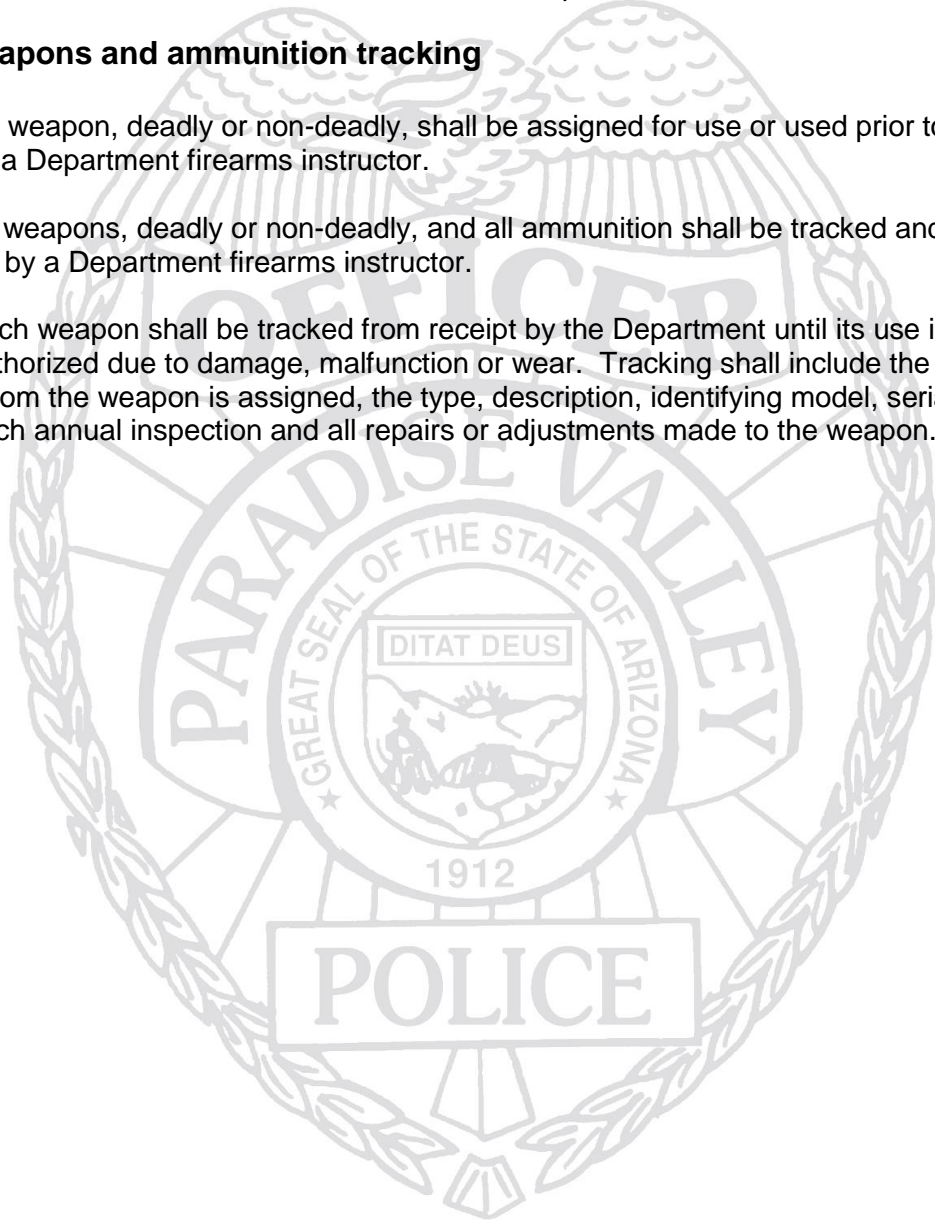 apons and ammunition tracking
weapon, deadly or non-deadly, shall be assigned for use or used prior to
a Department firearms instructor.
weapons, deadly or non-deadly, and all ammunition shall be tracked and
by a Department firearms instructor.
ch weapon shall be tracked from receipt by the Department until its use i
thorized due to damage, malfunction or wear.  Tracking shall include the
om the weapon is assigned, the type, description, identifying model, seria
ch annual inspection and all repairs or adjustments made to the weapon.
OFFICER
PARADISE VALLEY
GREAT SEAL OF THE STATE OF ARIZONA
DITAT DEUS
1912
POLICE